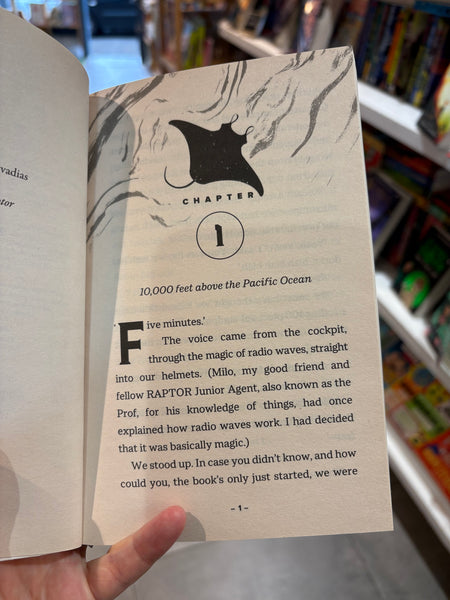 vadias
tor
CHAPTER
1
10,000 feet above the Pacific Ocean
‘Five minutes.’
The voice came from the cockpit,
through the magic of radio waves, straight
into our helmets. (Milo, my good friend and
fellow RAPTOR Junior Agent, also known as the
Prof, for his knowledge of things, had once
explained how radio waves work. I had decided
that it was basically magic.)
We stood up. In case you didn’t know, and how
could you, the book’s only just started, we were
– 1 –